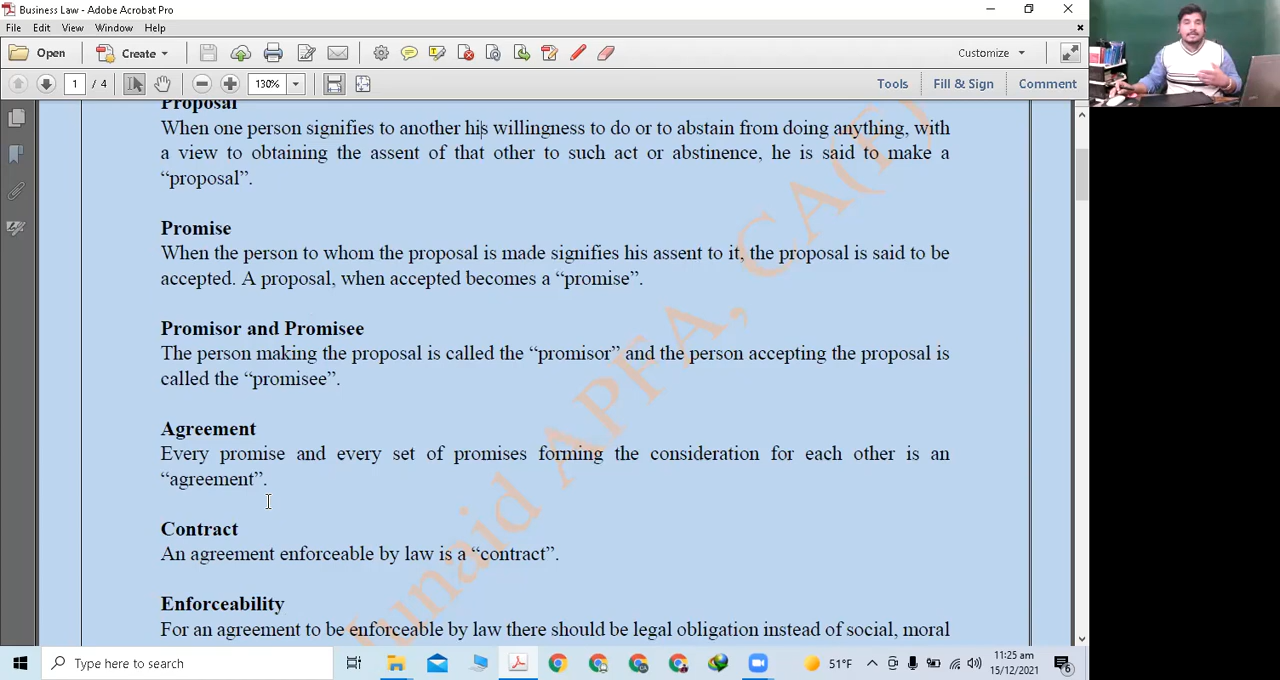 Business Law - Adobe Acrobat Pro
File Edit View Window Help
Open Create Customize
1 / 4 130% Tools Fill & Sign Comment
Proposal
When one person signifies to another his willingness to do or to abstain from doing anything, with
a view to obtaining the assent of that other to such act or abstinence, he is said to make a
“proposal”.
Promise
When the person to whom the proposal is made signifies his assent to it, the proposal is said to be
accepted. A proposal, when accepted becomes a “promise”.
Promisor and Promisee
The person making the proposal is called the “promisor” and the person accepting the proposal is
called the “promisee”.
Agreement
Every promise and every set of promises forming the consideration for each other is an
“agreement”.
Contract
An agreement enforceable by law is a “contract”.
Enforceability
For an agreement to be enforceable by law there should be legal obligation instead of social, moral
Junaid APFA, CA(F)
Type here to search
51°F
11:25 am
15/12/2021
6